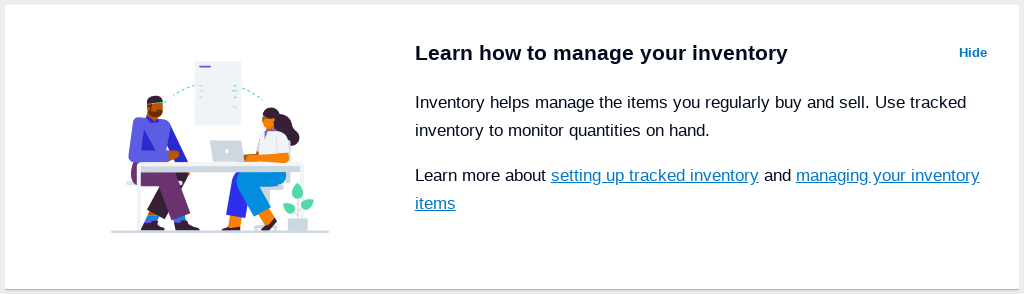 Learn how to manage your inventory
Hide
Inventory helps manage the items you regularly buy and sell. Use tracked
inventory to monitor quantities on hand.
Learn more about setting up tracked inventory and managing your inventory
items